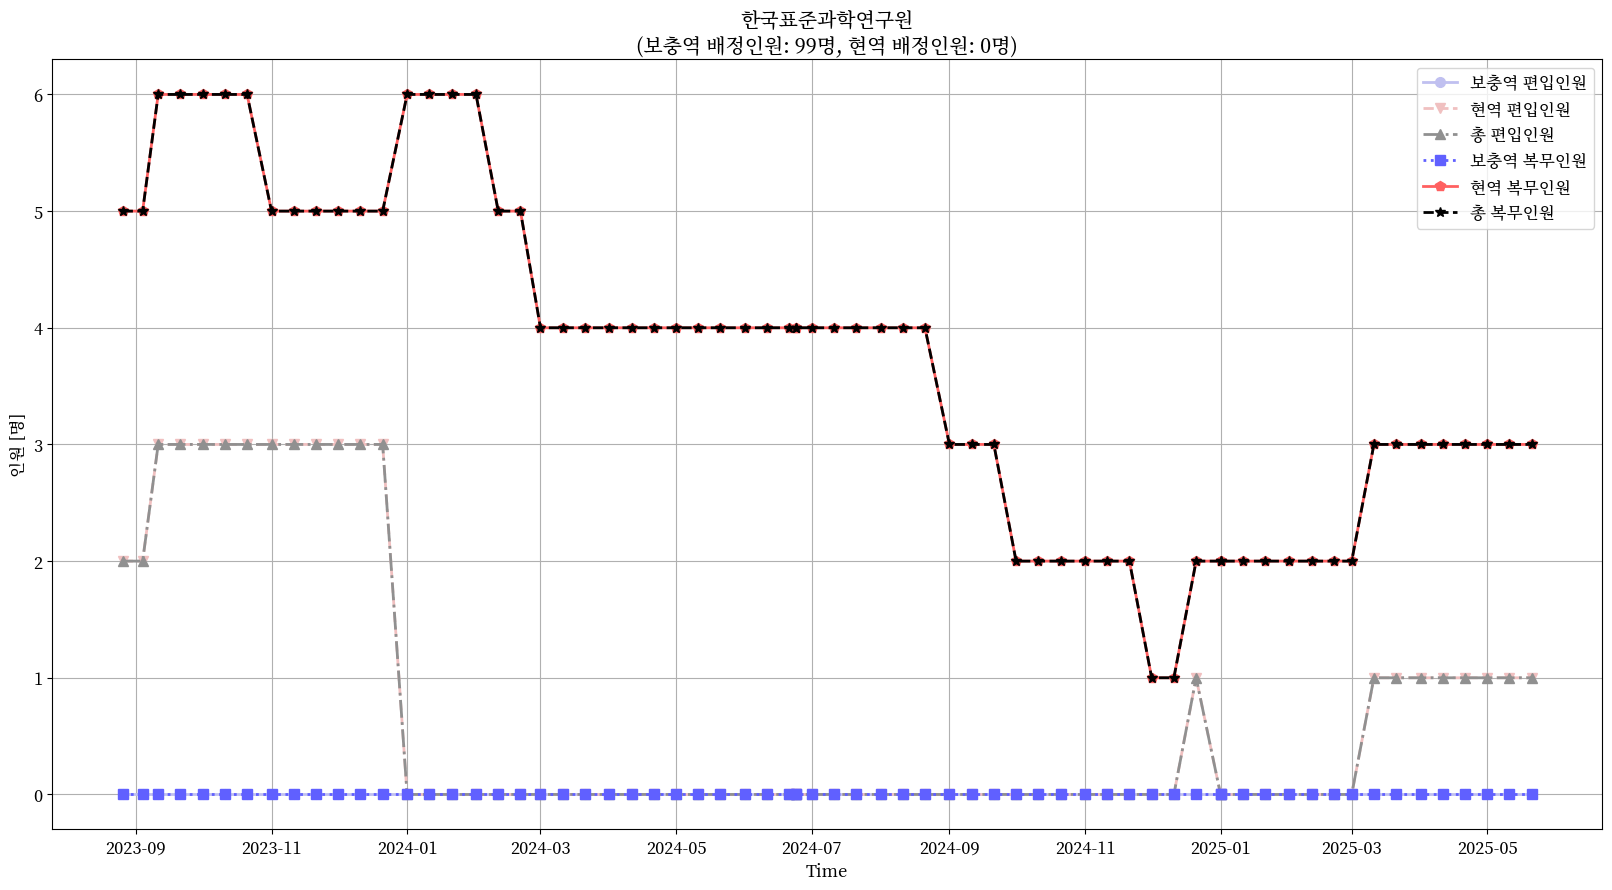 한국표준과학연구원
(보충역 배정인원: 99명, 현역 배정인원: 0명)
보충역 편입인원
현역 편입인원
총 편입인원
보충역 복무인원
현역 복무인원
총 복무인원
인원 [명]
6
5
4
3
2
1
0
2023-09 2023-11 2024-01 2024-03 2024-05 2024-07 2024-09 2024-11 2025-01 2025-03 2025-05
Time